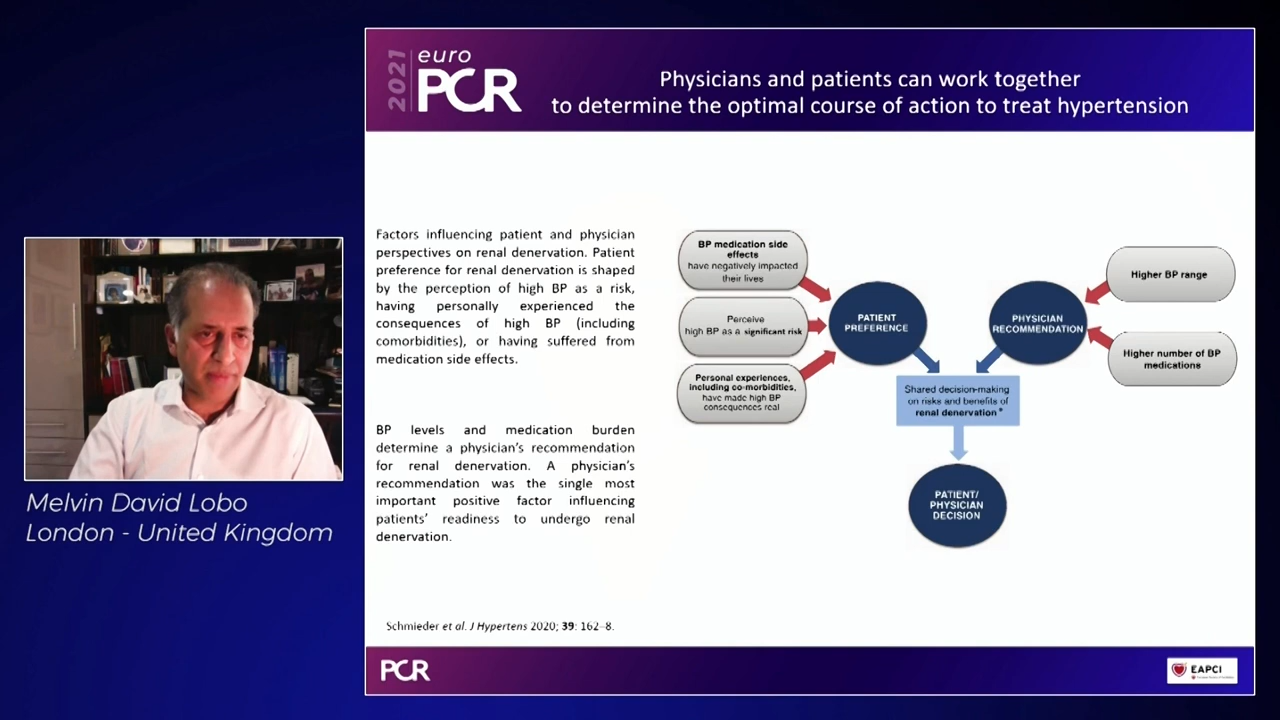 2021
euro
PCR
Physicians and patients can work together
to determine the optimal course of action to treat hypertension
Factors influencing patient and physician
perspectives on renal denervation. Patient
preference for renal denervation is shaped
by the perception of high BP as a risk,
having personally experienced the
consequences of high BP (including
comorbidities), or having suffered from
medication side effects.
BP levels and medication burden
determine a physician's recommendation
for renal denervation. A physician's
recommendation was the single most
important positive factor influencing
patients' readiness to undergo renal
denervation.
BP medication side
effects
have negatively impacted
their lives
Perceive
high BP as a significant risk
Personal experiences,
including co-morbidities,
have made high BP
consequences real
PATIENT
PREFERENCE
PHYSICIAN
RECOMMENDATION
Higher BP range
Higher number of BP
medications
Shared decision-making
on risks and benefits of
renal denervation*
PATIENT/
PHYSICIAN
DECISION
Schmieder et al. J Hypertens 2020; 39: 162–8.
Melvin David Lobo
London - United Kingdom
PCR
EAPCI